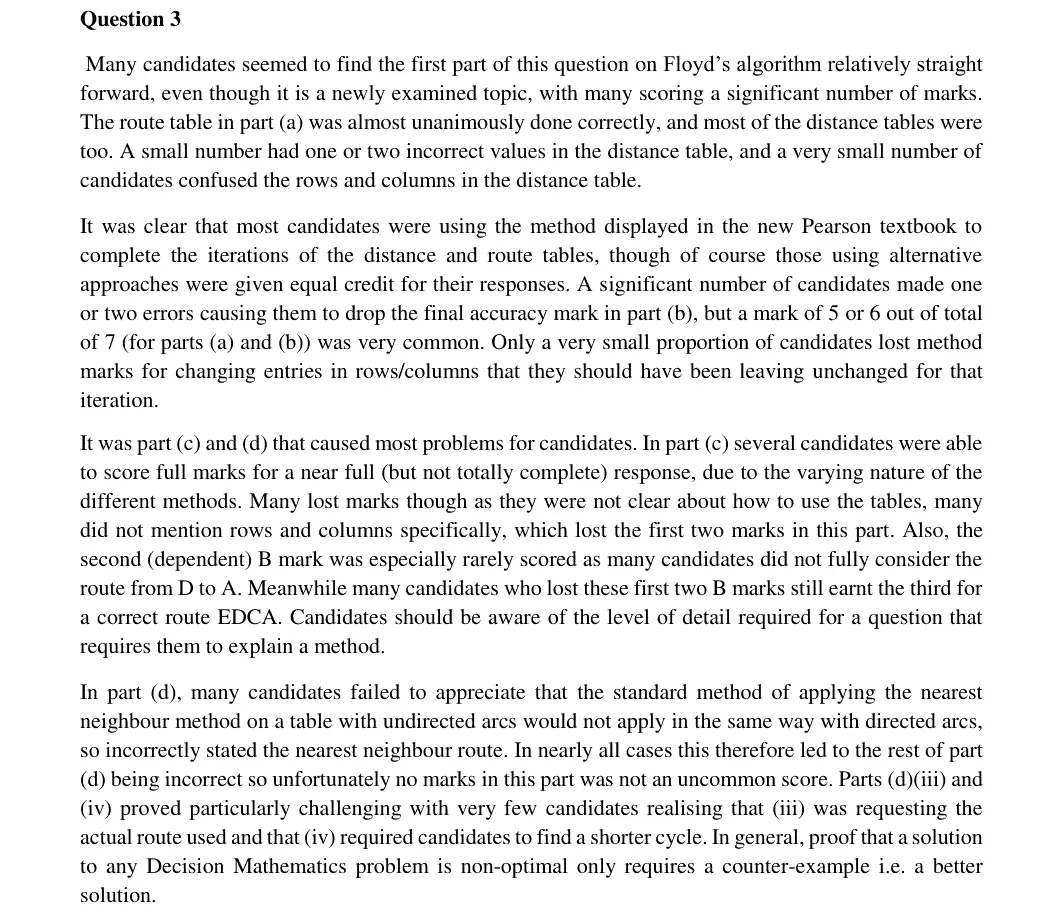 Question 3
Many candidates seemed to find the first part of this question on Floyd's algorithm relatively straight
forward, even though it is a newly examined topic, with many scoring a significant number of marks.
The route table in part (a) was almost unanimously done correctly, and most of the distance tables were
too. A small number had one or two incorrect values in the distance table, and a very small number of
candidates confused the rows and columns in the distance table.
It was clear that most candidates were using the method displayed in the new Pearson textbook to
complete the iterations of the distance and route tables, though of course those using alternative
approaches were given equal credit for their responses. A significant number of candidates made one
or two errors causing them to drop the final accuracy mark in part (b), but a mark of 5 or 6 out of total
of 7 (for parts (a) and (b)) was very common. Only a very small proportion of candidates lost method
marks for changing entries in rows/columns that they should have been leaving unchanged for that
iteration.
It was part (c) and (d) that caused most problems for candidates. In part (c) several candidates were able
to score full marks for a near full (but not totally complete) response, due to the varying nature of the
different methods. Many lost marks though as they were not clear about how to use the tables, many
did not mention rows and columns specifically, which lost the first two marks in this part. Also, the
second (dependent) B mark was especially rarely scored as many candidates did not fully consider the
route from D to A. Meanwhile many candidates who lost these first two B marks still earnt the third for
a correct route EDCA. Candidates should be aware of the level of detail required for a question that
requires them to explain a method.
In part (d), many candidates failed to appreciate that the standard method of applying the nearest
neighbour method on a table with undirected arcs would not apply in the same way with directed arcs,
so incorrectly stated the nearest neighbour route. In nearly all cases this therefore led to the rest of part
(d) being incorrect so unfortunately no marks in this part was not an uncommon score. Parts (d)(iii) and
(iv) proved particularly challenging with very few candidates realising that (iii) was requesting the
actual route used and that (iv) required candidates to find a shorter cycle. In general, proof that a solution
to any Decision Mathematics problem is non-optimal only requires a counter-example i.e. a better
solution.